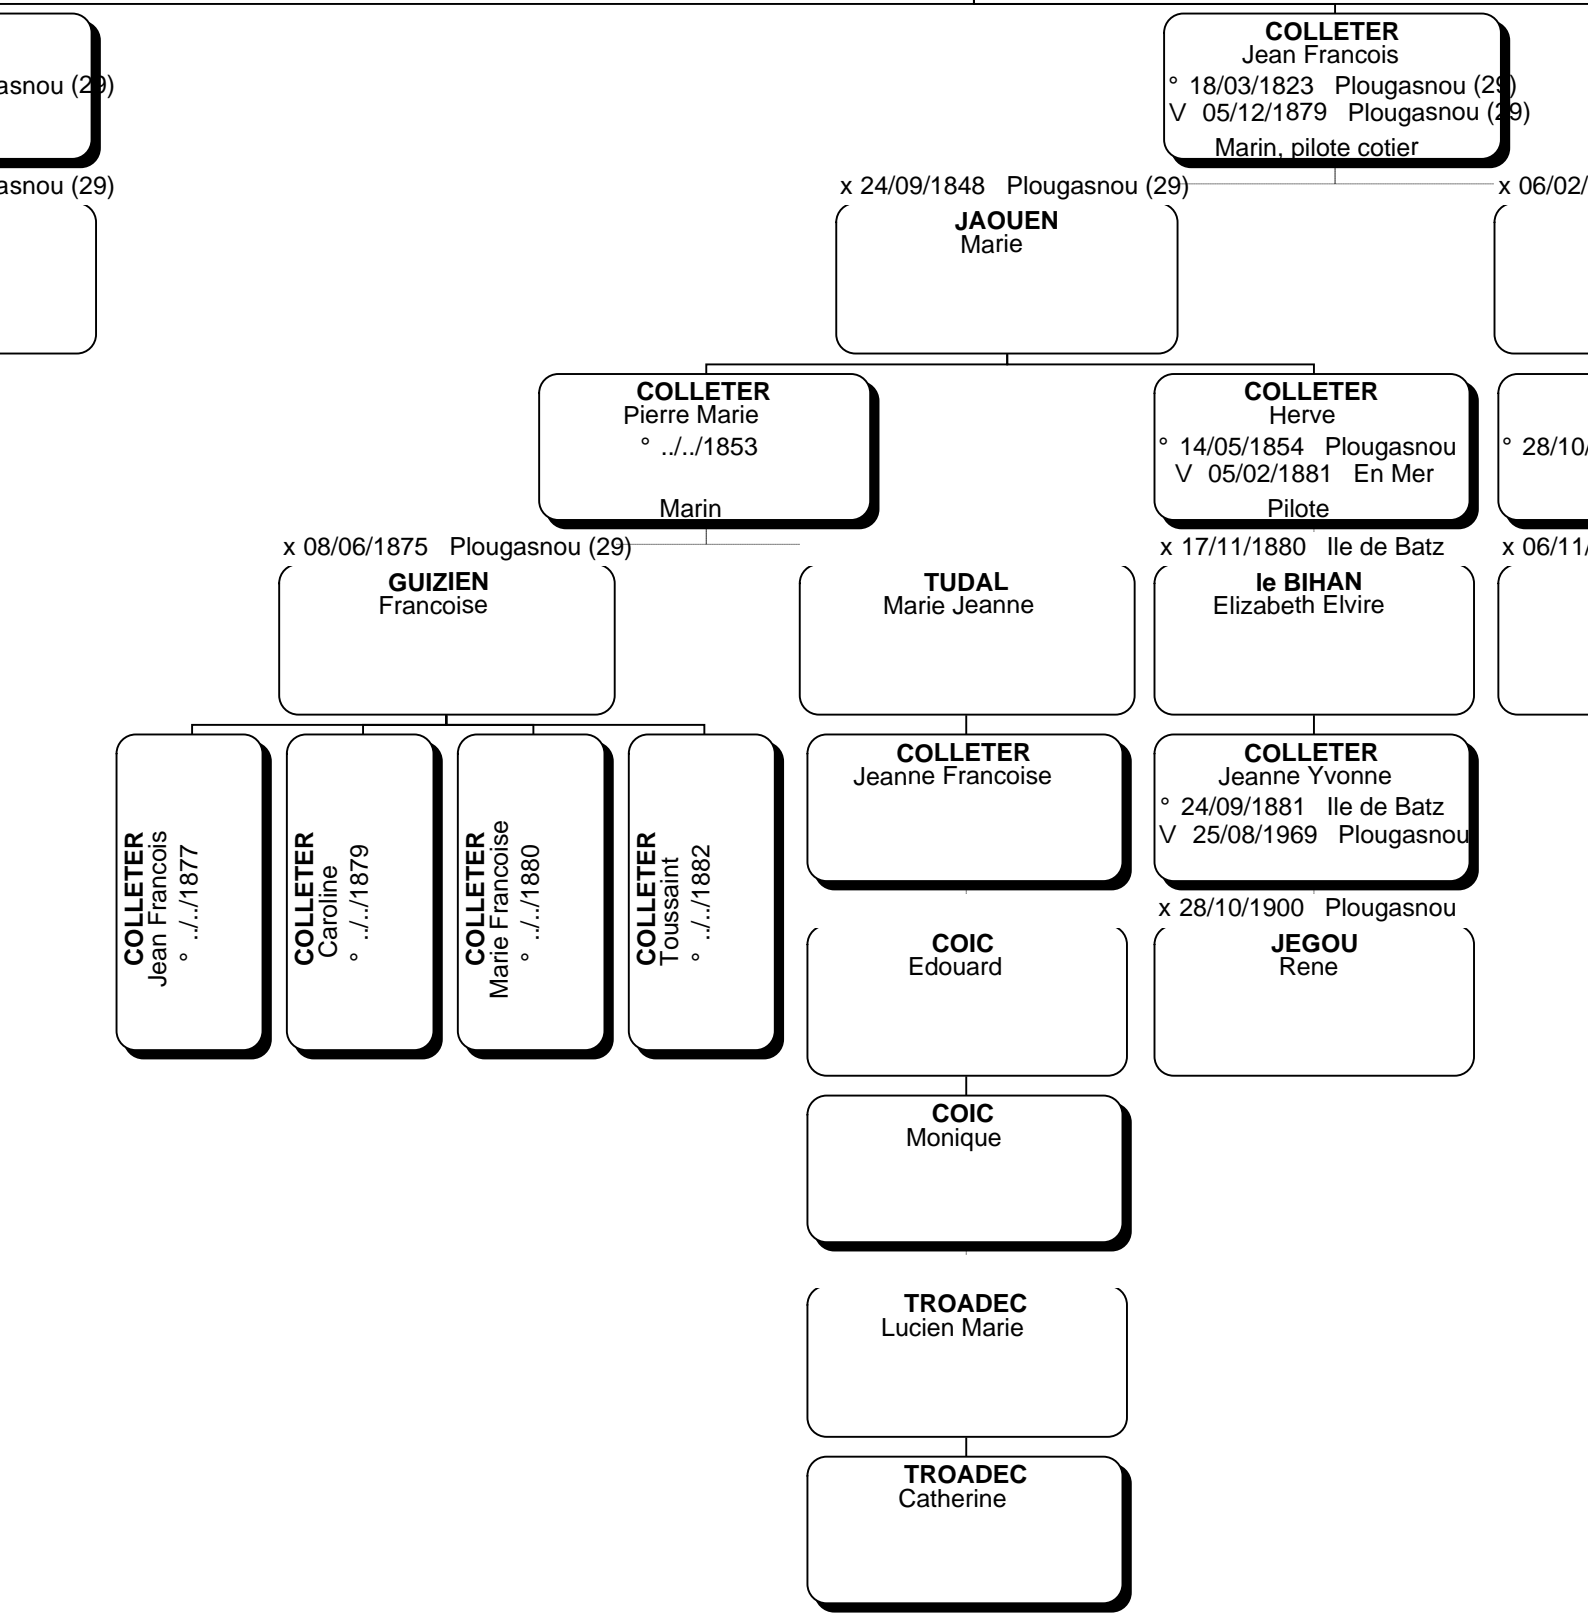 COLLETER
Jean Francois
° 18/03/1823 Plougasnou (29)
V 05/12/1879 Plougasnou (29)
Marin, pilote cotier
asnou (29)
asnou (29)
x 24/09/1848 Plougasnou (29)
x 06/02/
JAOUEN
Marie
COLLETER
Pierre Marie
° ../../1853
Marin
COLLETER
Herve
° 14/05/1854 Plougasnou
V 05/02/1881 En Mer
Pilote
° 28/10/
x 08/06/1875 Plougasnou (29)
x 17/11/1880 Ile de Batz
x 06/11/
GUIZIEN
Francoise
TUDAL
Marie Jeanne
le BIHAN
Elizabeth Elvire
COLLETER
Jean Francois
° ../../1877
COLLETER
Caroline
° ../../1879
COLLETER
Marie Francoise
° ../../1880
COLLETER
Toussaint
° ../../1882
COLLETER
Jeanne Francoise
COLLETER
Jeanne Yvonne
° 24/09/1881 Ile de Batz
V 25/08/1969 Plougasnou
x 28/10/1900 Plougasnou
COIC
Edouard
JEGOU
Rene
COIC
Monique
TROADEC
Lucien Marie
TROADEC
Catherine